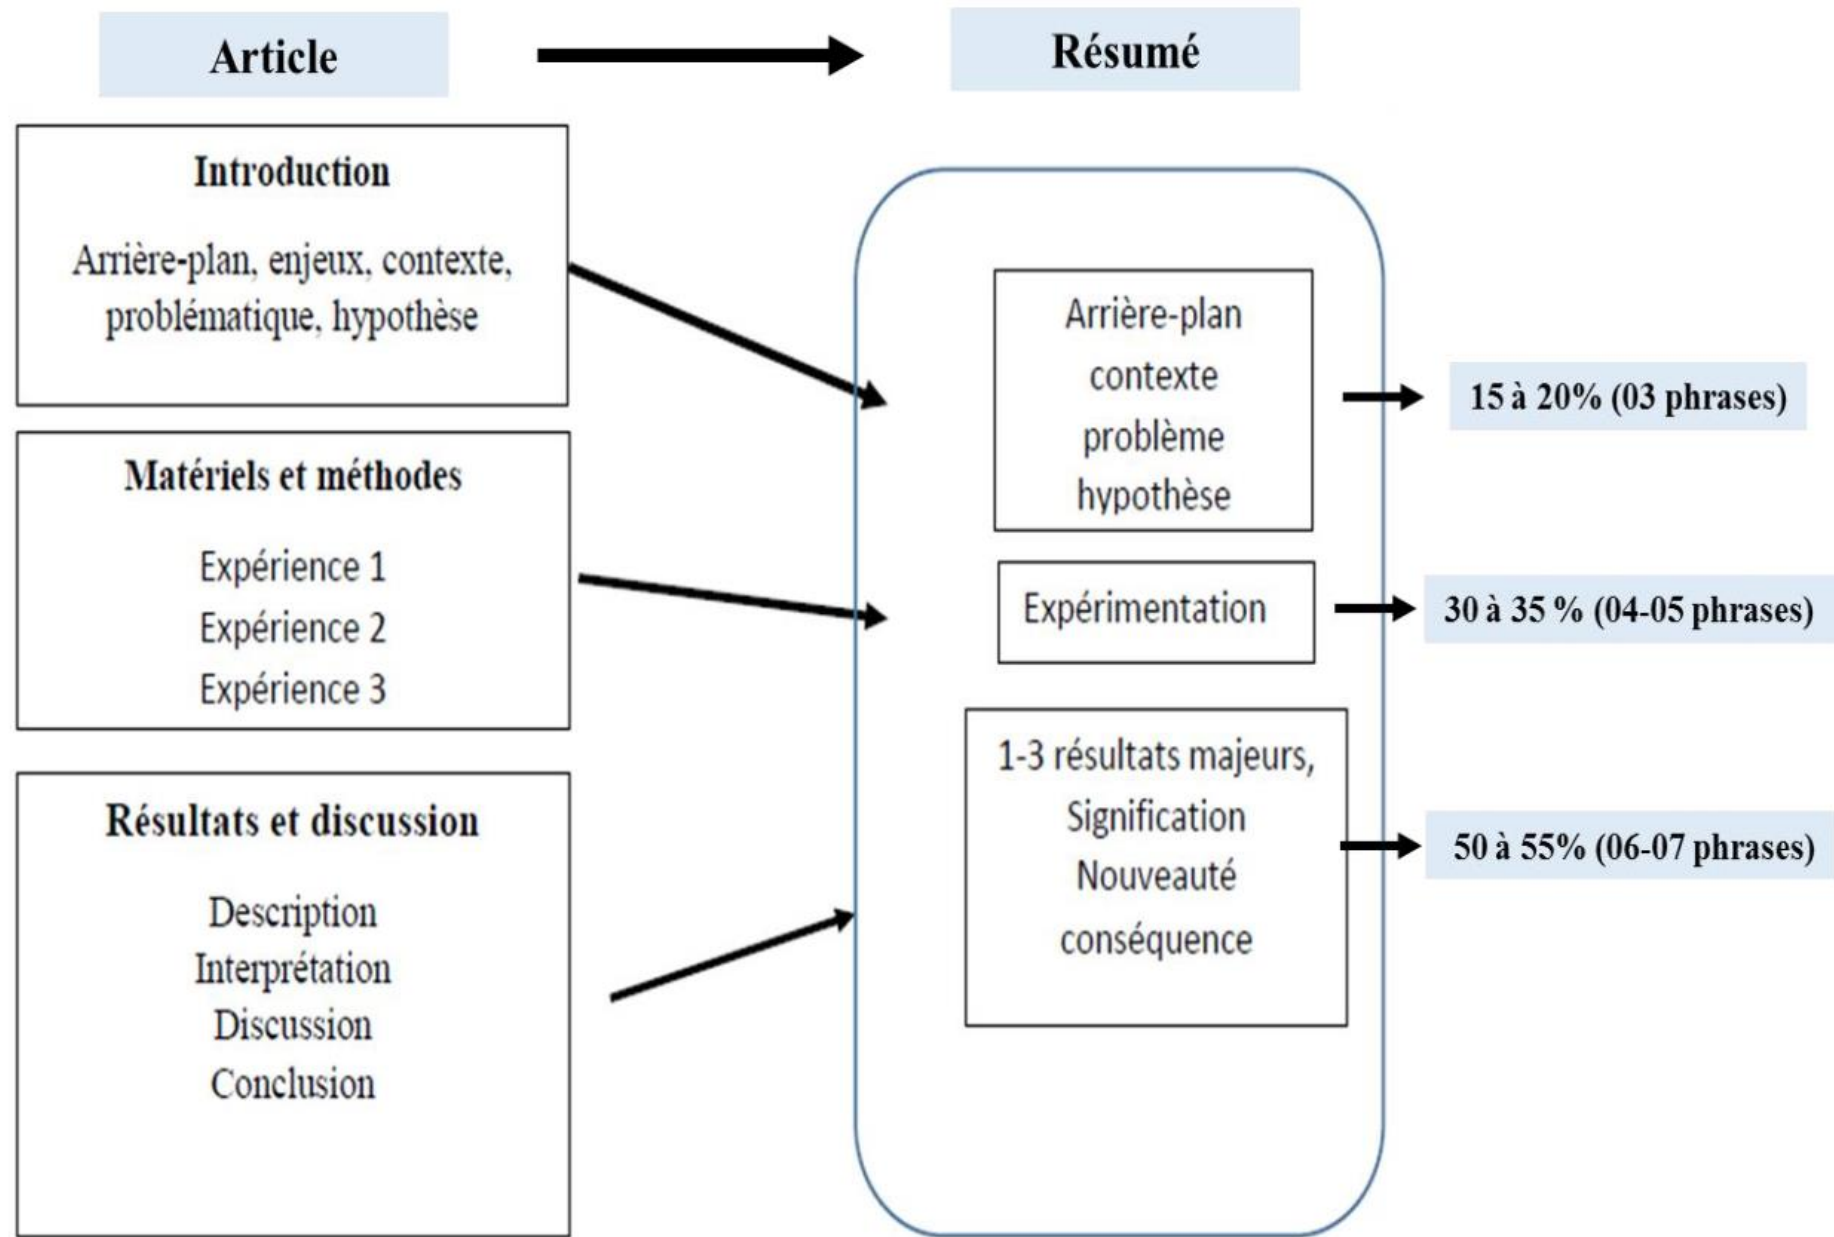 Article
Résumé
Introduction
Arrière-plan, enjeux, contexte,
problématique, hypothèse
Matériels et méthodes
Expérience 1
Expérience 2
Expérience 3
Résultats et discussion
Description
Interprétation
Discussion
Conclusion
Arrière-plan
contexte
problème
hypothèse
15 à 20% (03 phrases)
Expérimentation
30 à 35 % (04-05 phrases)
1-3 résultats majeurs,
Signification
Nouveauté
conséquence
50 à 55% (06-07 phrases)